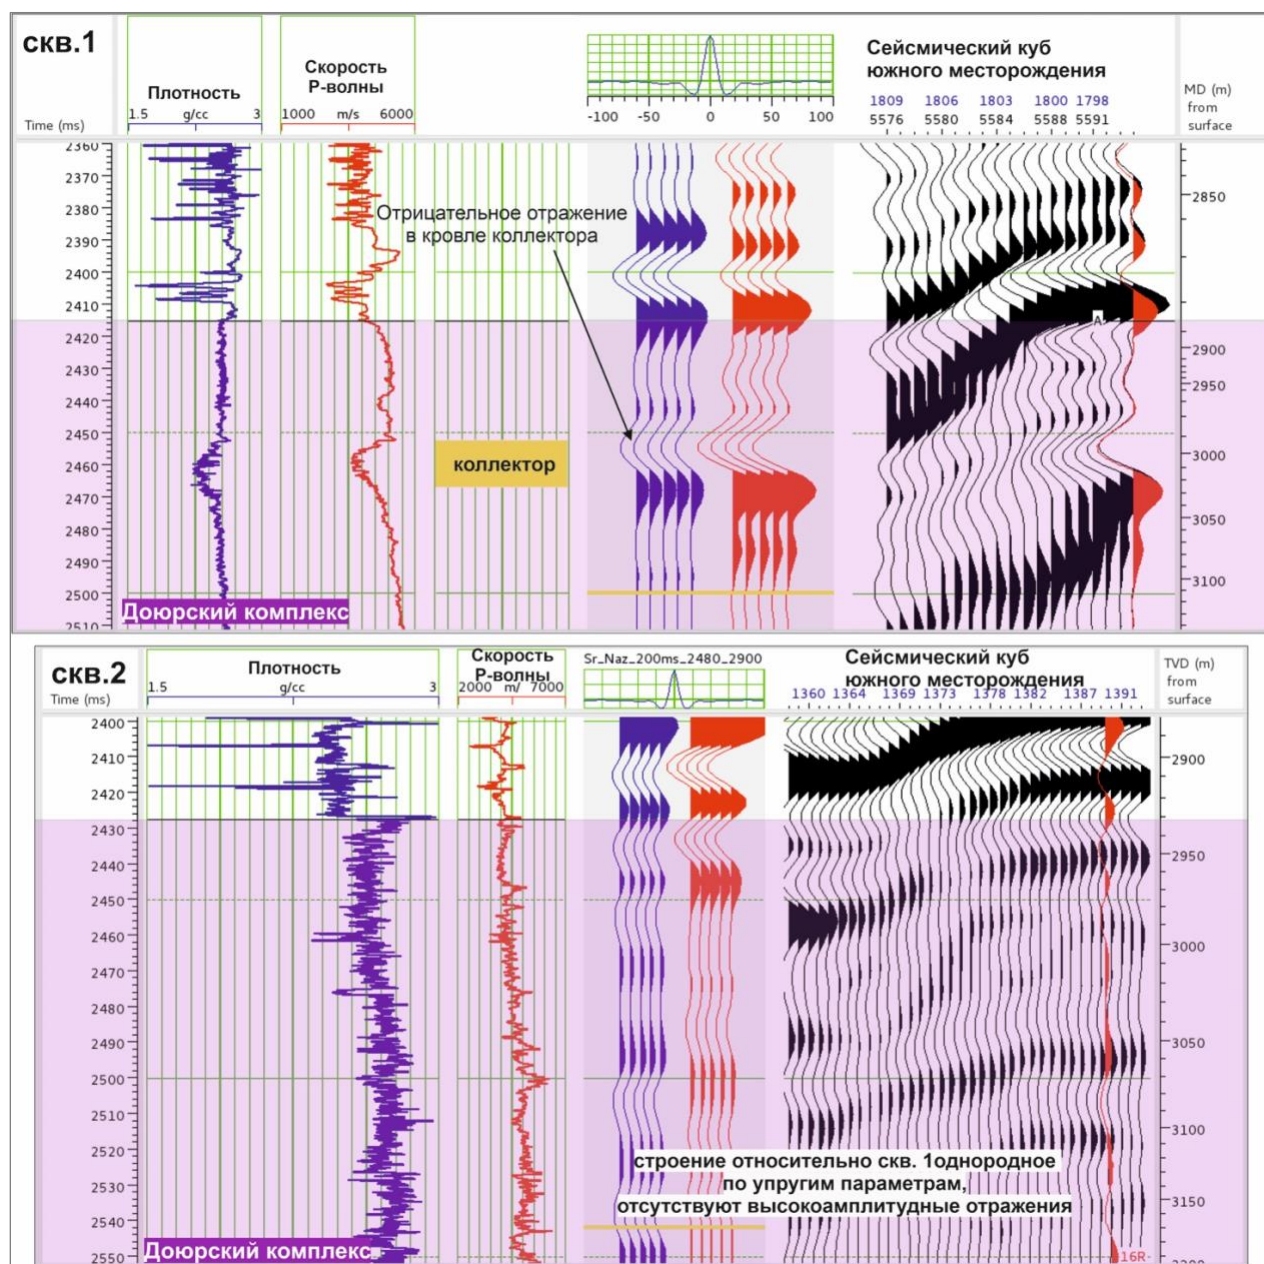 скв.1
Плотность
1.5 g/cc 3
Скорость
P-волны
1000 m/s 6000
Time (ms)
-100 -50 0 50 100
Сейсмический куб
южного месторождения
1809 1806 1803 1800 1798
5576 5580 5584 5588 5591
MD (m)
from
surface
2360
2370
2380
2390
2400
2410
2420
2430
2440
2450
2460
2470
2480
2490
2500
2510
Отрицательное отражение
в кровле коллектора
коллектор
A
2850
2900
2950
3000
3050
3100
Доюрский комплекс
скв.2
Time (ms)
Плотность
1.5 g/cc 3
Скорость
P-волны
2000 m/ 7000
Sr_Naz_200ms_2480_2900
Сейсмический куб
южного месторождения
1360 1364 1369 1373 1378 1382 1387 1391
TVD (m)
from
surface
2400
2410
2420
2430
2440
2450
2460
2470
2480
2490
2500
2510
2520
2530
2540
2550
2900
2950
3000
3050
3100
3150
строение относительно скв. 1однородное
по упругим параметрам,
отсутствуют высокоамплитудные отражения
Доюрский комплекс
16R